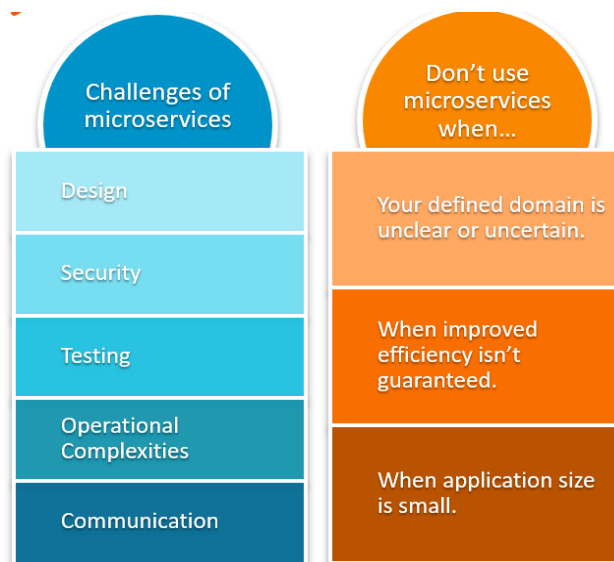 Challenges of
microservices
Design
Security
Testing
Operational
Complexities
Communication
Don't use
microservices
when...
Your defined domain is
unclear or uncertain.
When improved
efficiency isn't
guaranteed.
When application size
is small.